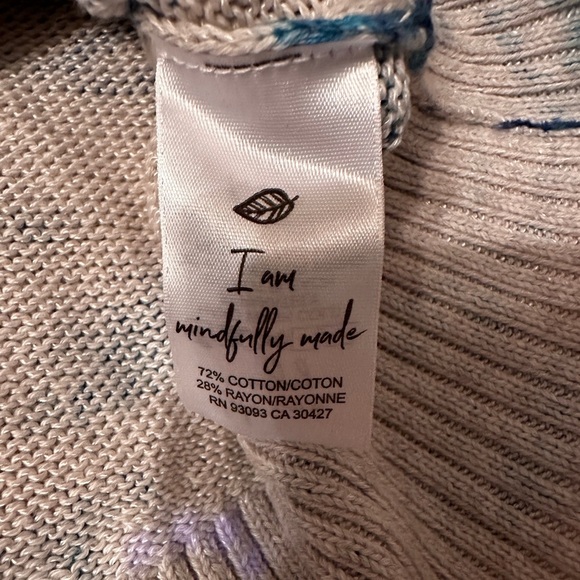 I am
mindfully made
72% COTTON/COTON
28% RAYON/RAYONNE
RN 93093 CA 30427